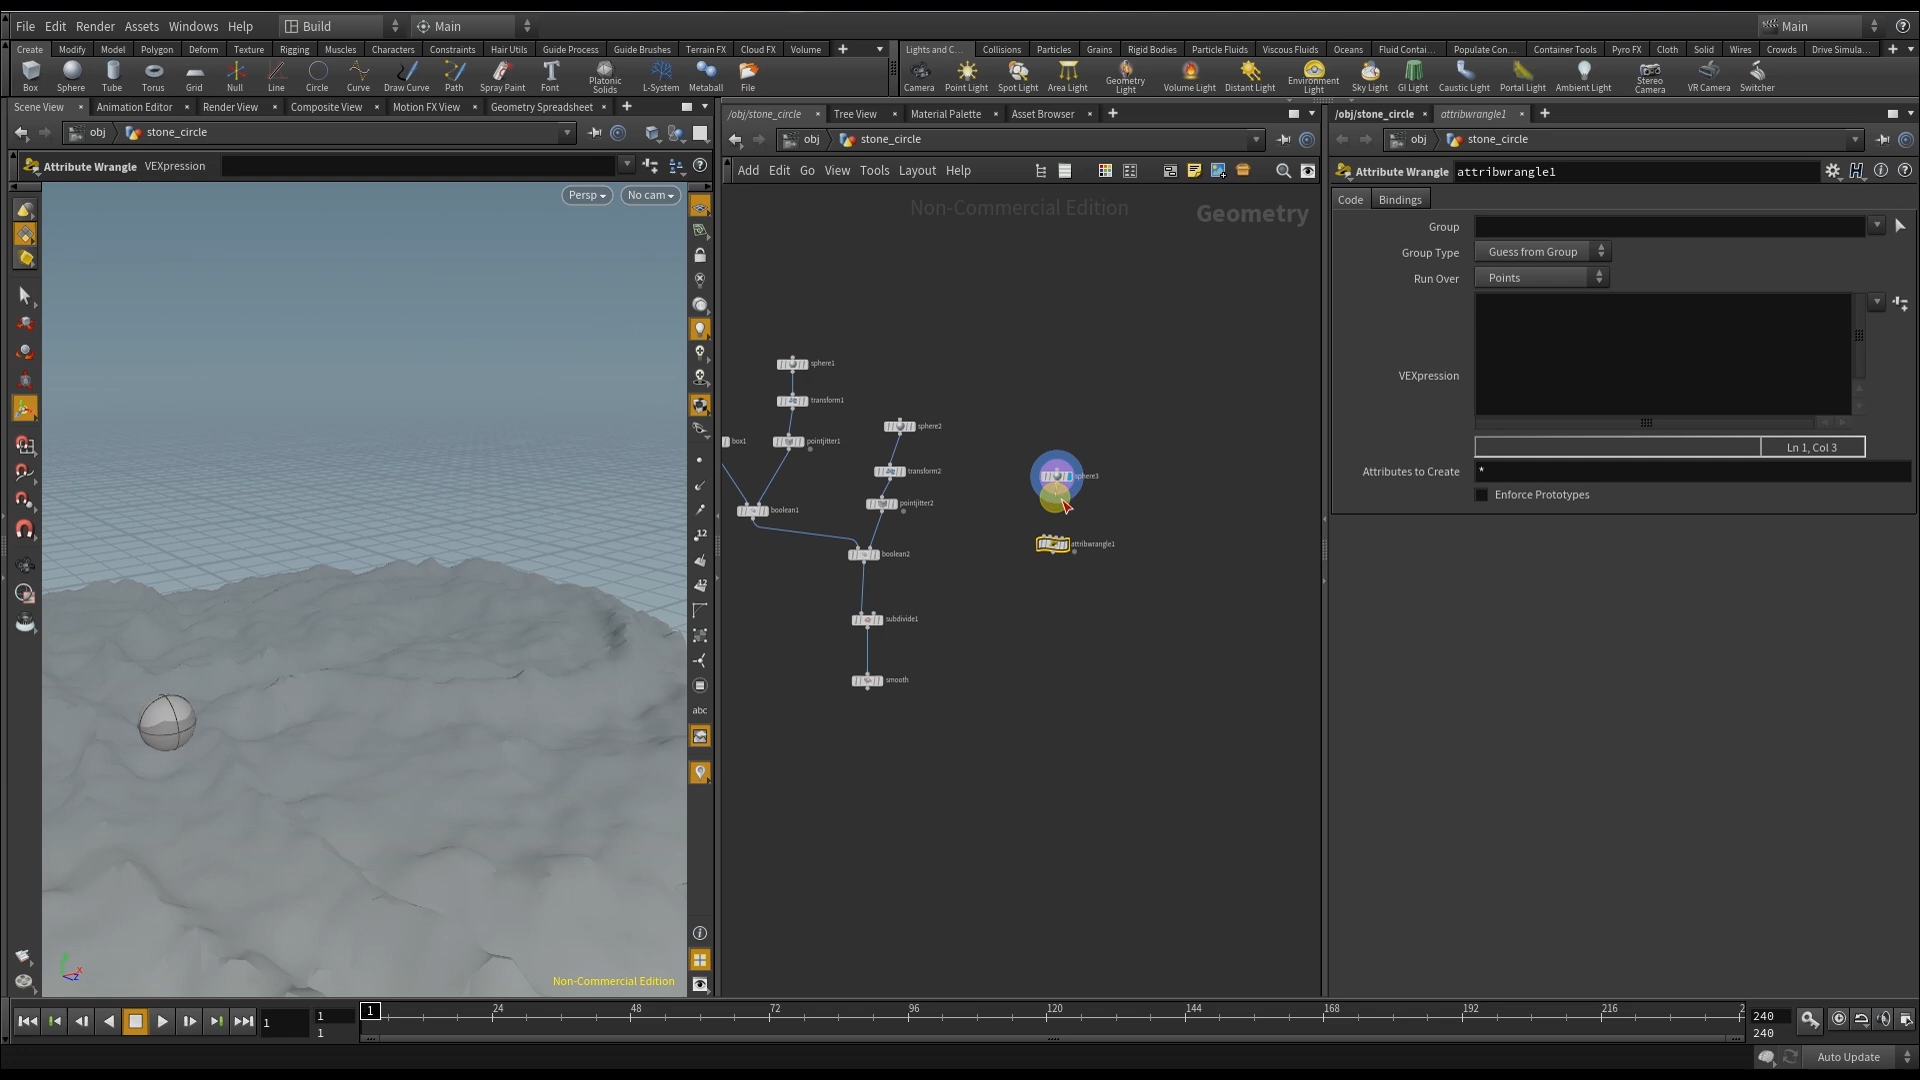 File Edit Render Assets Windows Help Build Main Main
Create Modify Model Polygon Deform Texture Rigging Muscles Characters Constraints Hair Utils Guide Process Guide Brushes Terrain FX Cloud FX Volume
Lights and C... Collisions Particles Grains Rigid Bodies Particle Fluids Viscous Fluids Oceans Fluid Contai... Populate Con... Container Tools Pyro FX Cloth Solid Wires Crowds Drive Simula...
Box Sphere Tube Torus Grid Null Line Circle Curve Draw Curve Path Spray Paint Font Platonic Solids L-System Metaball File
Camera Point Light Spot Light Area Light Geometry Light Volume Light Distant Light Environment Light Sky Light GI Light Caustic Light Portal Light Ambient Light Stereo Camera VR Camera Switcher
Scene View Animation Editor Render View Composite View Motion FX View Geometry Spreadsheet
/obj/stone_circle Tree View Material Palette Asset Browser
/obj/stone_circle attribwrangle1
obj stone_circle
obj stone_circle
obj stone_circle
Attribute Wrangle VEXpression
Add Edit Go View Tools Layout Help
Attribute Wrangle attribwrangle1
Persp No cam
Non-Commercial Edition
Geometry
Code Bindings
Group
Group Type Guess from Group
Run Over Points
VEXpression
Ln 1, Col 3
Attributes to Create *
Enforce Prototypes
sphere1
transform1
box1
pointjitter1
sphere2
transform2
pointjitter2
boolean1
boolean2
subdivide1
smooth
sphere3
attribwrangle1
12
12
abc
Non-Commercial Edition
1 1 1
1 24 48 72 96 120 144 168 192 216 2
240
240
Auto Update